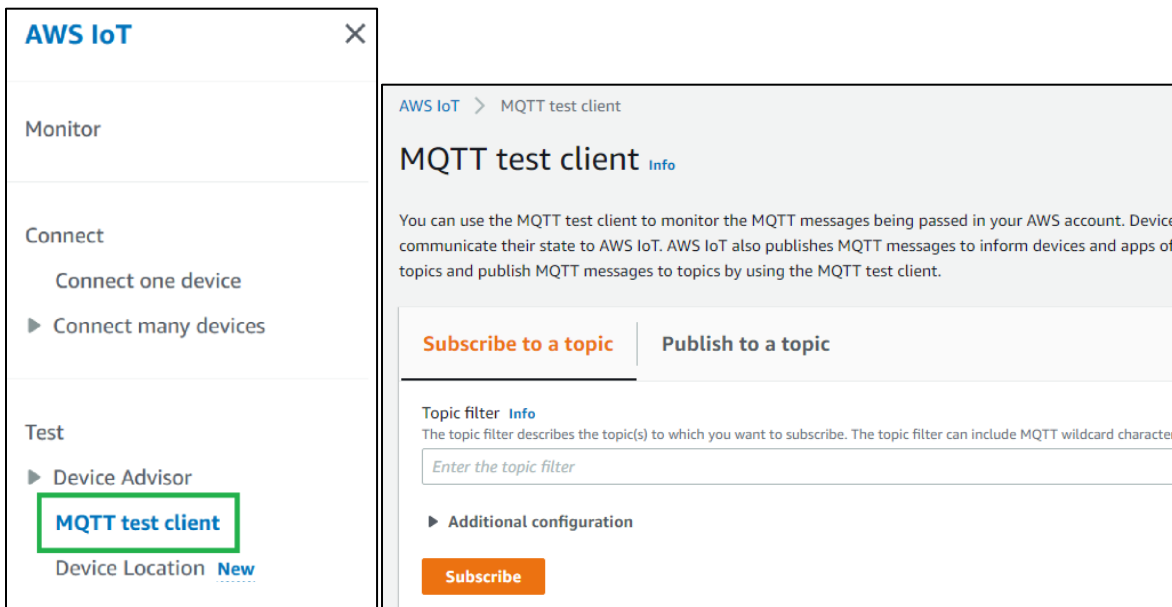 AWS IoT
Monitor
Connect
Connect one device
Connect many devices
Test
Device Advisor
MQTT test client
Device Location New
AWS IoT > MQTT test client
MQTT test client Info
You can use the MQTT test client to monitor the MQTT messages being passed in your AWS account. Device
communicate their state to AWS IoT. AWS IoT also publishes MQTT messages to inform devices and apps of
topics and publish MQTT messages to topics by using the MQTT test client.
Subscribe to a topic Publish to a topic
Topic filter Info
The topic filter describes the topic(s) to which you want to subscribe. The topic filter can include MQTT wildcard character
Enter the topic filter
Additional configuration
Subscribe